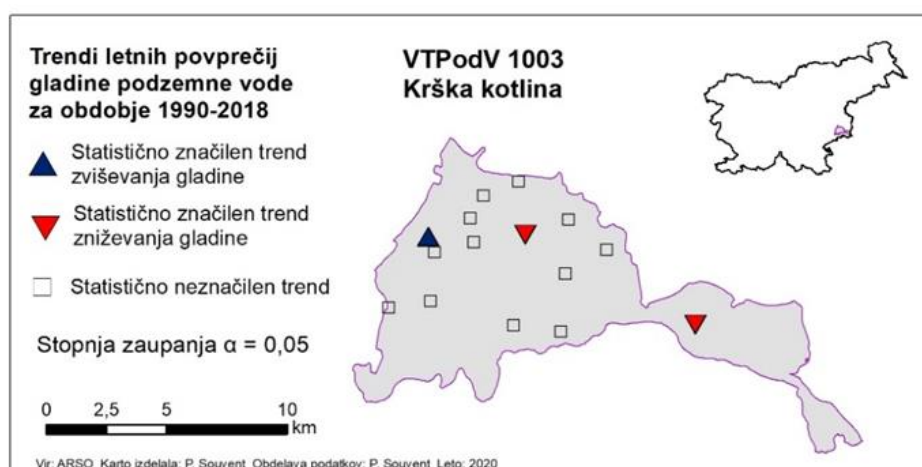 Trendi letnih povprečij
gladine podzemne vode
za obdobje 1990-2018
Statistično značilen trend
zviševanja gladine
Statistično značilen trend
zniževanja gladine
Statistično neznačilen trend
Stopnja zaupanja α = 0,05
0 2,5 5 10
km
Vir: ARSO, Karto izdelala: P. Souvent, Obdelava podatkov: P. Souvent, Leto: 2020
VTPodV 1003
Krška kotlina